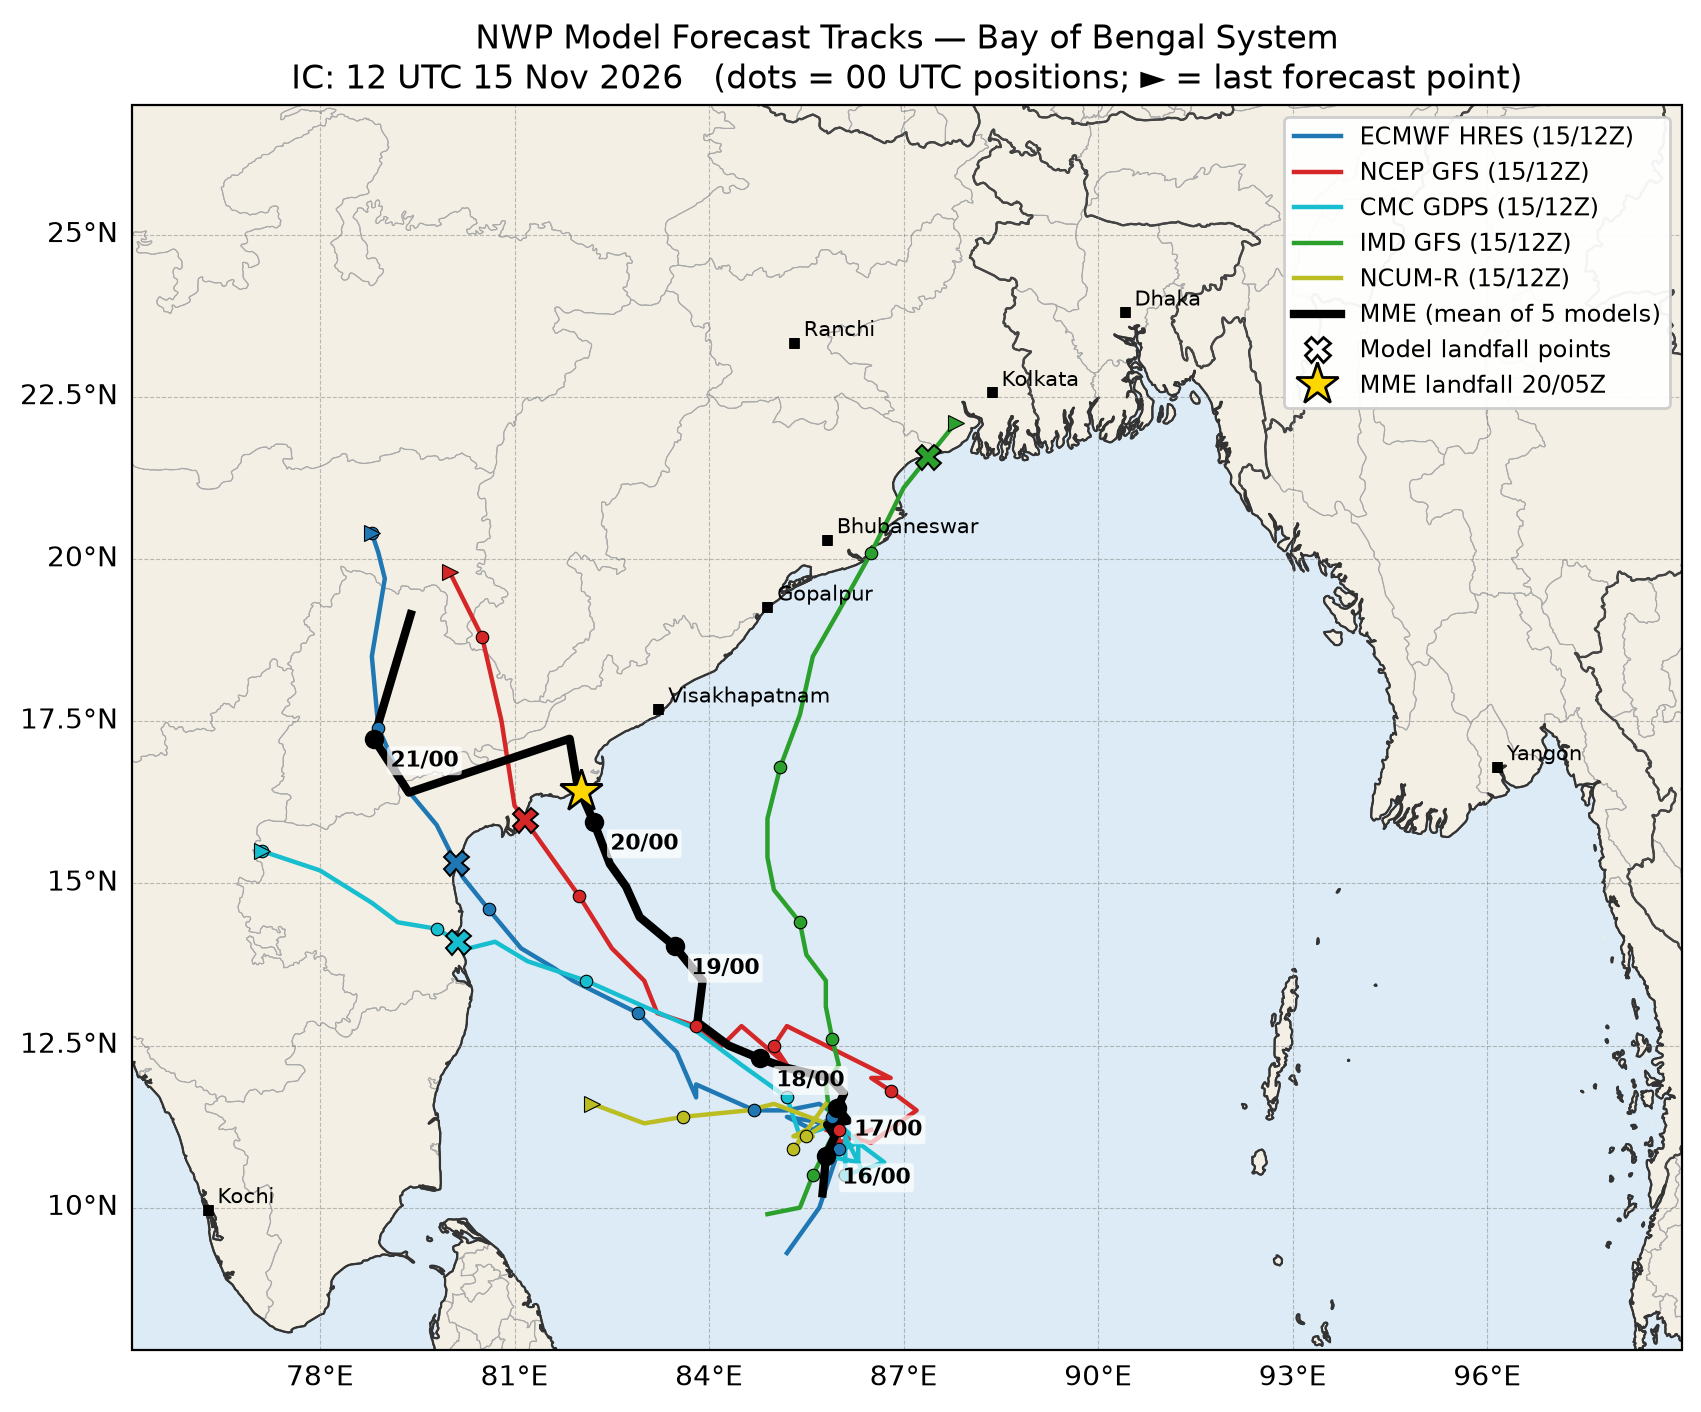 NWP Model Forecast Tracks — Bay of Bengal System
IC: 12 UTC 15 Nov 2026 (dots = 00 UTC positions; ► = last forecast point)
ECMWF HRES (15/12Z)
NCEP GFS (15/12Z)
CMC GDPS (15/12Z)
IMD GFS (15/12Z)
NCUM-R (15/12Z)
MME (mean of 5 models)
Model landfall points
MME landfall 20/05Z
25°N
22.5°N
20°N
17.5°N
15°N
12.5°N
10°N
Dhaka
Ranchi
Kolkata
Bhubaneswar
Gopalpur
Visakhapatnam
Yangon
21/00
20/00
19/00
18/00
17/00
16/00
Kochi
78°E
81°E
84°E
87°E
90°E
93°E
96°E